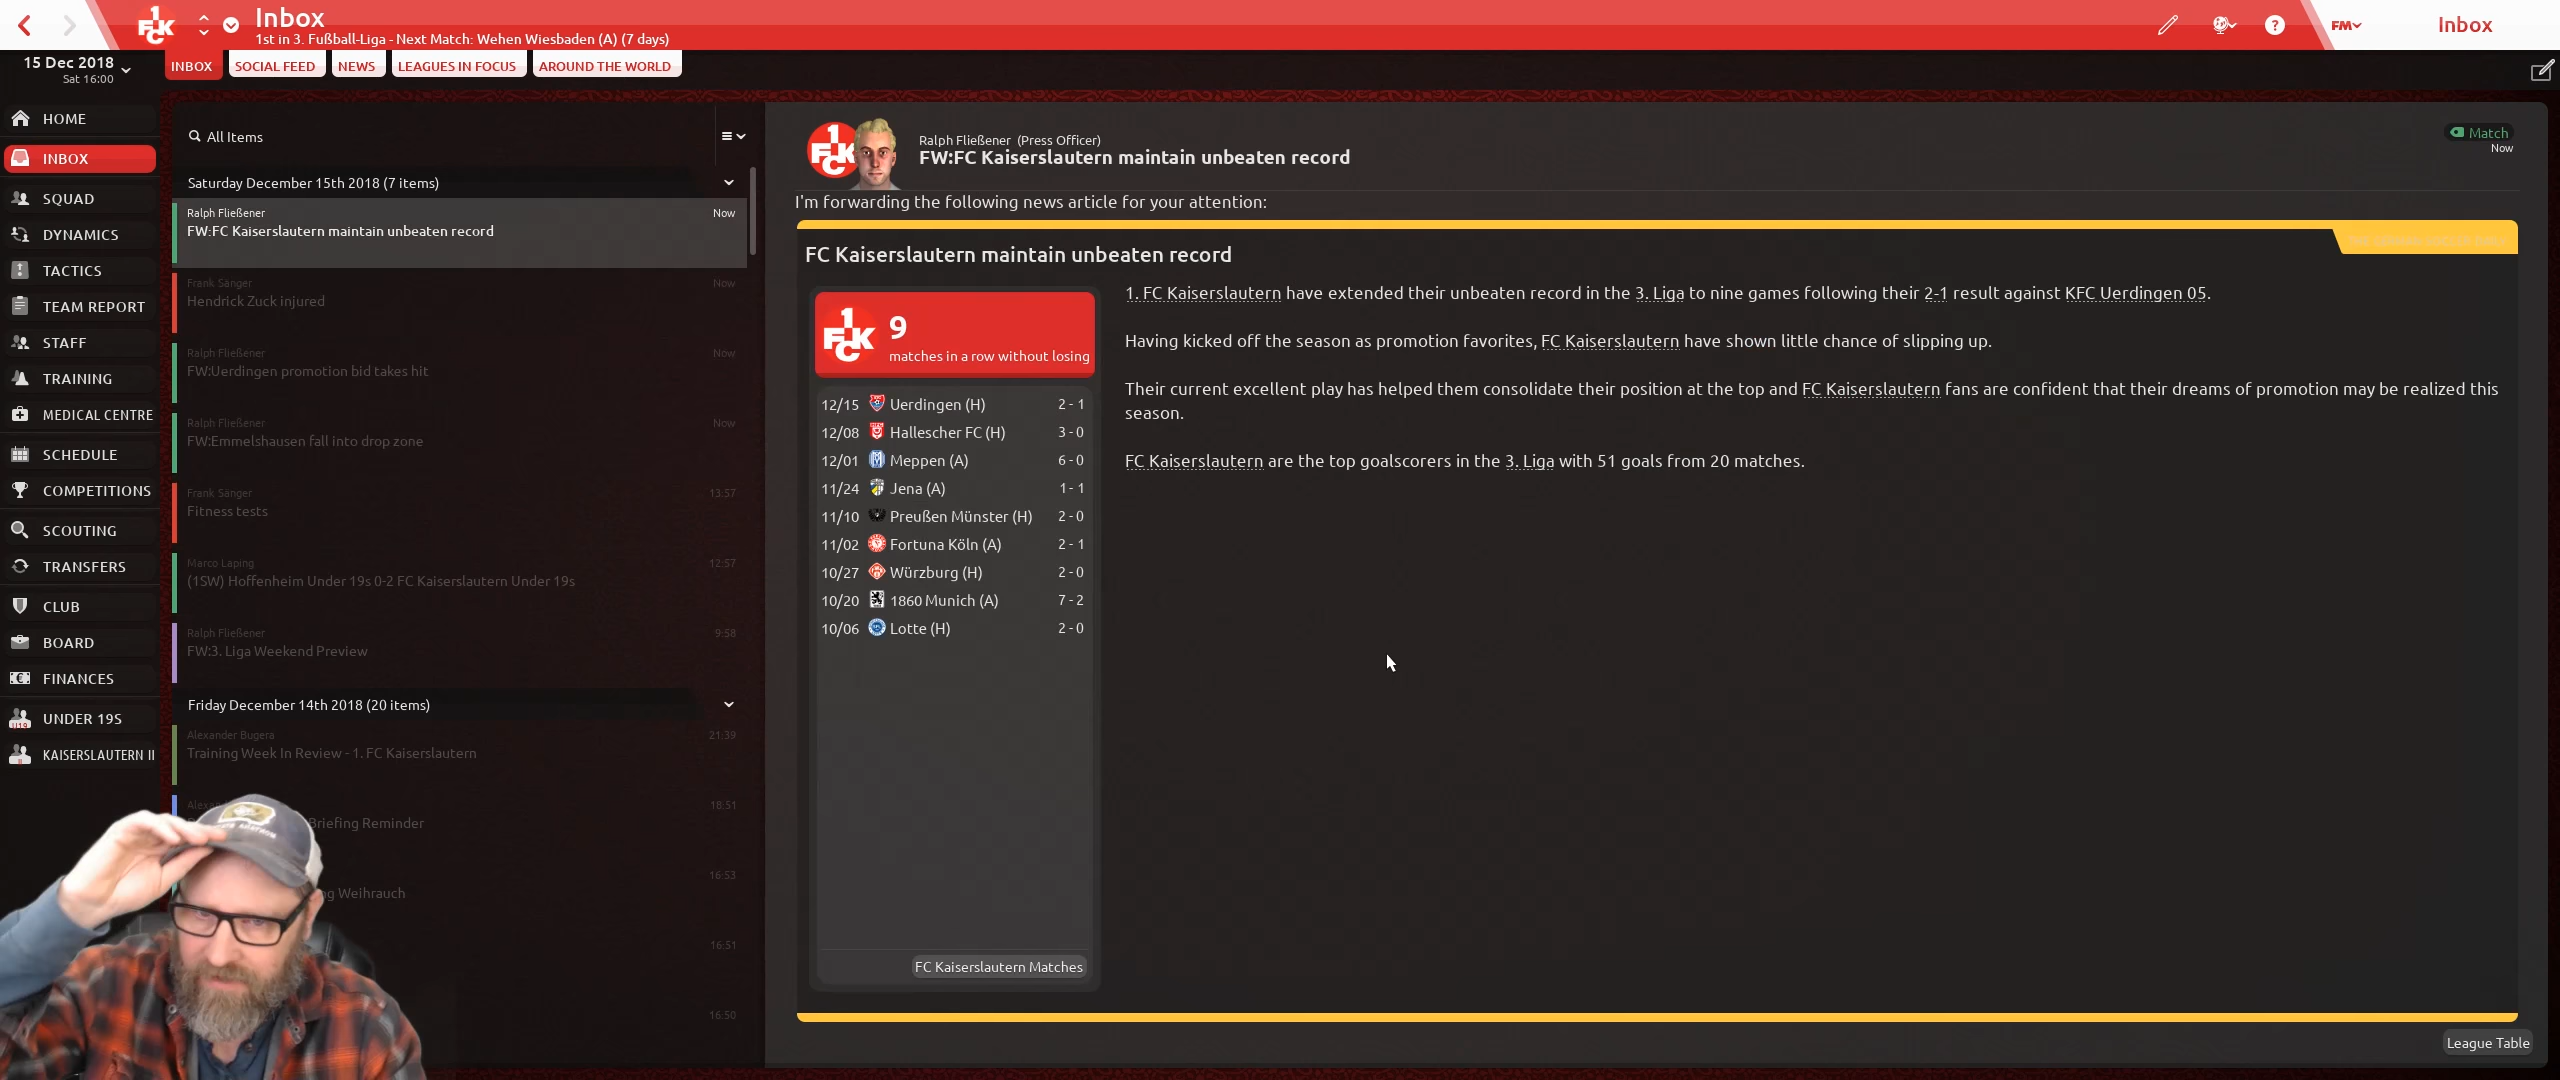 Inbox
1st in 3. Fußball-Liga - Next Match: Wehen Wiesbaden (A) (7 days)
FM
Inbox
15 Dec 2018
Sat 16:00
INBOX
SOCIAL FEED
NEWS
LEAGUES IN FOCUS
AROUND THE WORLD
HOME
INBOX
SQUAD
DYNAMICS
TACTICS
TEAM REPORT
STAFF
TRAINING
MEDICAL CENTRE
SCHEDULE
COMPETITIONS
SCOUTING
TRANSFERS
CLUB
BOARD
FINANCES
UNDER 19S
KAISERSLAUTERN II
All Items
Saturday December 15th 2018 (7 items)
Ralph Fließener Now
FW:FC Kaiserslautern maintain unbeaten record
Frank Sänger Now
Hendrick Zuck injured
Ralph Fließener Now
FW:Uerdingen promotion bid takes hit
Ralph Fließener Now
FW:Emmelshausen fall into drop zone
Frank Sänger 13:57
Fitness tests
Marco Laping 12:57
(1SW) Hoffenheim Under 19s 0-2 FC Kaiserslautern Under 19s
Ralph Fließener 9:58
FW:3. Liga Weekend Preview
Friday December 14th 2018 (20 items)
Alexander Bugera 21:39
Training Week In Review - 1. FC Kaiserslautern
18:51
Briefing Reminder
16:53
Weihrauch
16:51
16:50
Ralph Fließener (Press Officer)
FW:FC Kaiserslautern maintain unbeaten record
Match
Now
I'm forwarding the following news article for your attention:
FC Kaiserslautern maintain unbeaten record
9
matches in a row without losing
12/15 Uerdingen (H) 2 - 1
12/08 Hallescher FC (H) 3 - 0
12/01 Meppen (A) 6 - 0
11/24 Jena (A) 1 - 1
11/10 Preußen Münster (H) 2 - 0
11/02 Fortuna Köln (A) 2 - 1
10/27 Würzburg (H) 2 - 0
10/20 1860 Munich (A) 7 - 2
10/06 Lotte (H) 2 - 0
FC Kaiserslautern Matches
1. FC Kaiserslautern have extended their unbeaten record in the 3. Liga to nine games following their 2-1 result against KFC Uerdingen 05.
Having kicked off the season as promotion favorites, FC Kaiserslautern have shown little chance of slipping up.
Their current excellent play has helped them consolidate their position at the top and FC Kaiserslautern fans are confident that their dreams of promotion may be realized this
season.
FC Kaiserslautern are the top goalscorers in the 3. Liga with 51 goals from 20 matches.
League Table